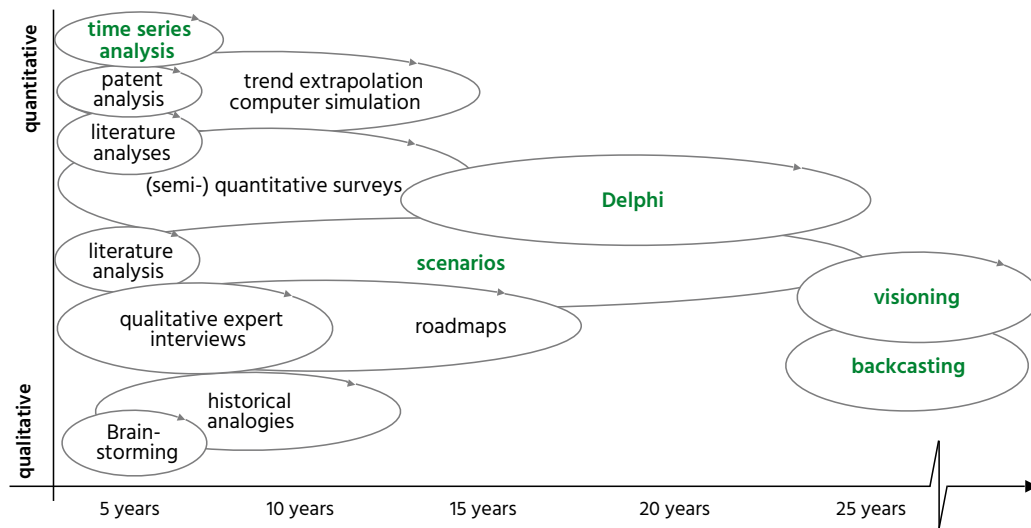 quantitative
qualitative
time series
analysis
patent
analysis
trend extrapolation
computer simulation
literature
analyses
(semi-) quantitative surveys
Delphi
literature
analysis
scenarios
visioning
qualitative expert
interviews
roadmaps
backcasting
historical
analogies
Brain-
storming
5 years
10 years
15 years
20 years
25 years